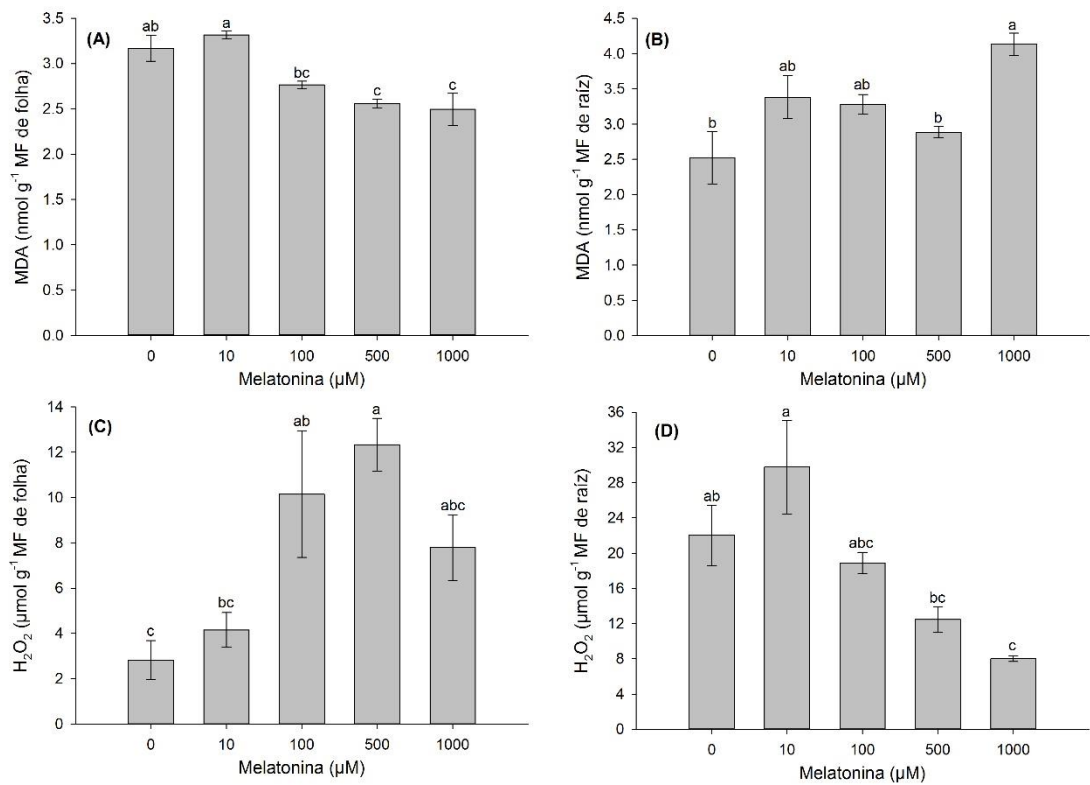 (A)
MDA (nmol g⁻¹ MF de folha)
3.5
3.0
2.5
2.0
1.5
1.0
0.5
0.0
ab
a
bc
c
c
0 10 100 500 1000
Melatonina (µM)
(B)
MDA (nmol g⁻¹ MF de raíz)
4.5
4.0
3.5
3.0
2.5
2.0
1.5
1.0
0.5
0.0
b
ab
ab
b
a
0 10 100 500 1000
Melatonina (µM)
(C)
H₂O₂ (µmol g⁻¹ MF de folha)
14
12
10
8
6
4
2
0
c
bc
ab
a
abc
0 10 100 500 1000
Melatonina (µM)
(D)
H₂O₂ (µmol g⁻¹ MF de raíz)
36
32
28
24
20
16
12
8
4
0
ab
a
abc
bc
c
0 10 100 500 1000
Melatonina (µM)